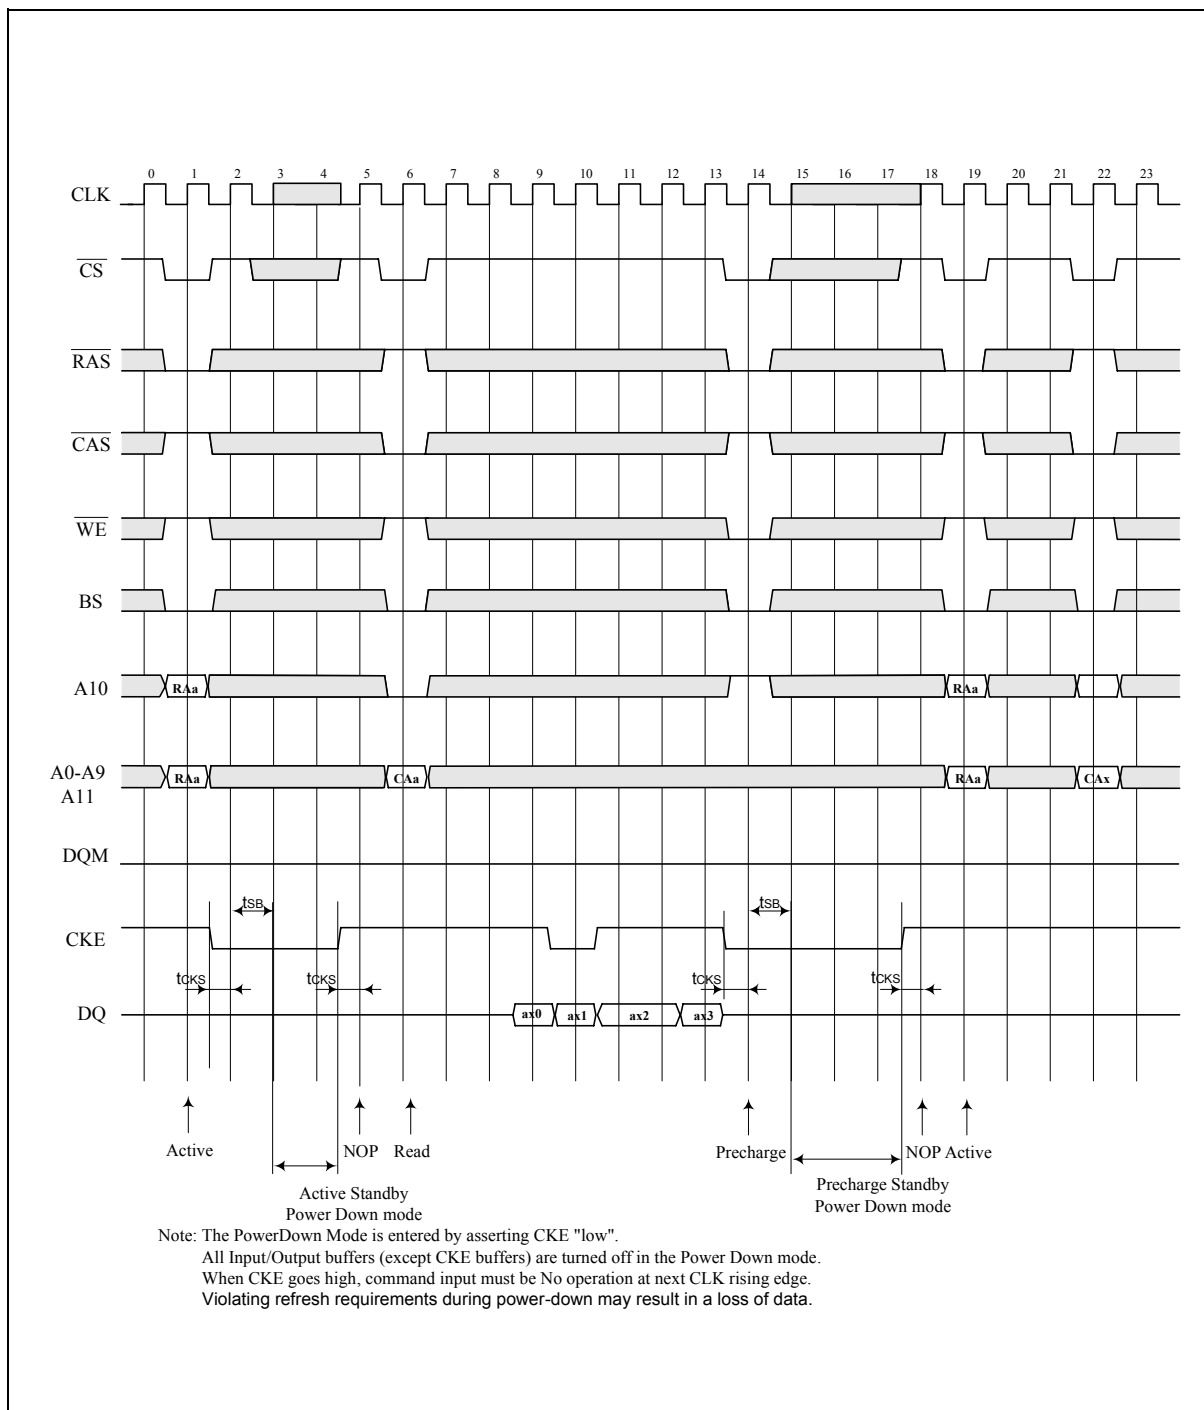 0 1 2 3 4 5 6 7 8 9 10 11 12 13 14 15 16 17 18 19 20 21 22 23
CLK
CS
RAS
CAS
WE
BS
A10 RAa RAa
A0-A9 RAa CAa RAa CAx
A11
DQM
tSB tSB
CKE
tCKS tCKS tCKS tCKS
DQ ax0 ax1 ax2 ax3
Active NOP Read Precharge NOP Active
Active Standby
Power Down mode
Precharge Standby
Power Down mode
Note: The PowerDown Mode is entered by asserting CKE "low".
All Input/Output buffers (except CKE buffers) are turned off in the Power Down mode.
When CKE goes high, command input must be No operation at next CLK rising edge.
Violating refresh requirements during power-down may result in a loss of data.